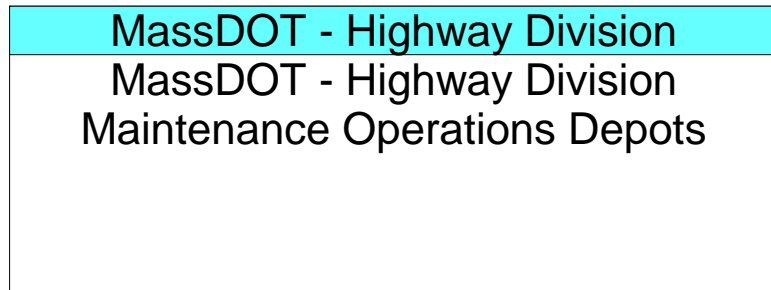 MassDOT - Highway Division
MassDOT - Highway Division
Maintenance Operations Depots